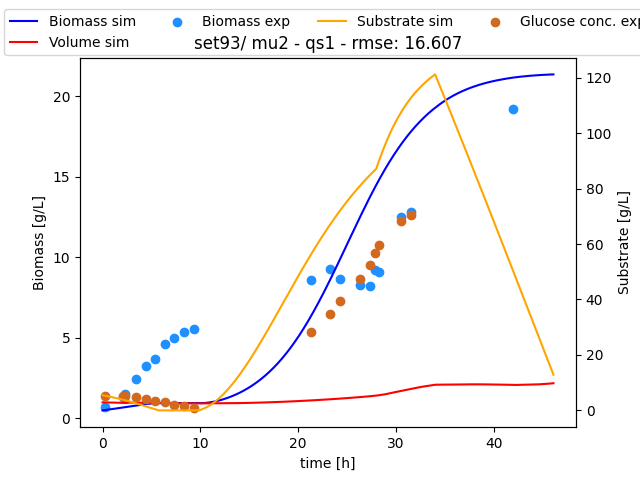 Biomass sim Biomass exp Substrate sim Glucose conc. exp
Volume sim
set93/ mu2 - qs1 - rmse: 16.607
Biomass [g/L]
20
15
10
5
0
120
100
80
60
40
20
0
Substrate [g/L]
0 10 20 30 40
time [h]